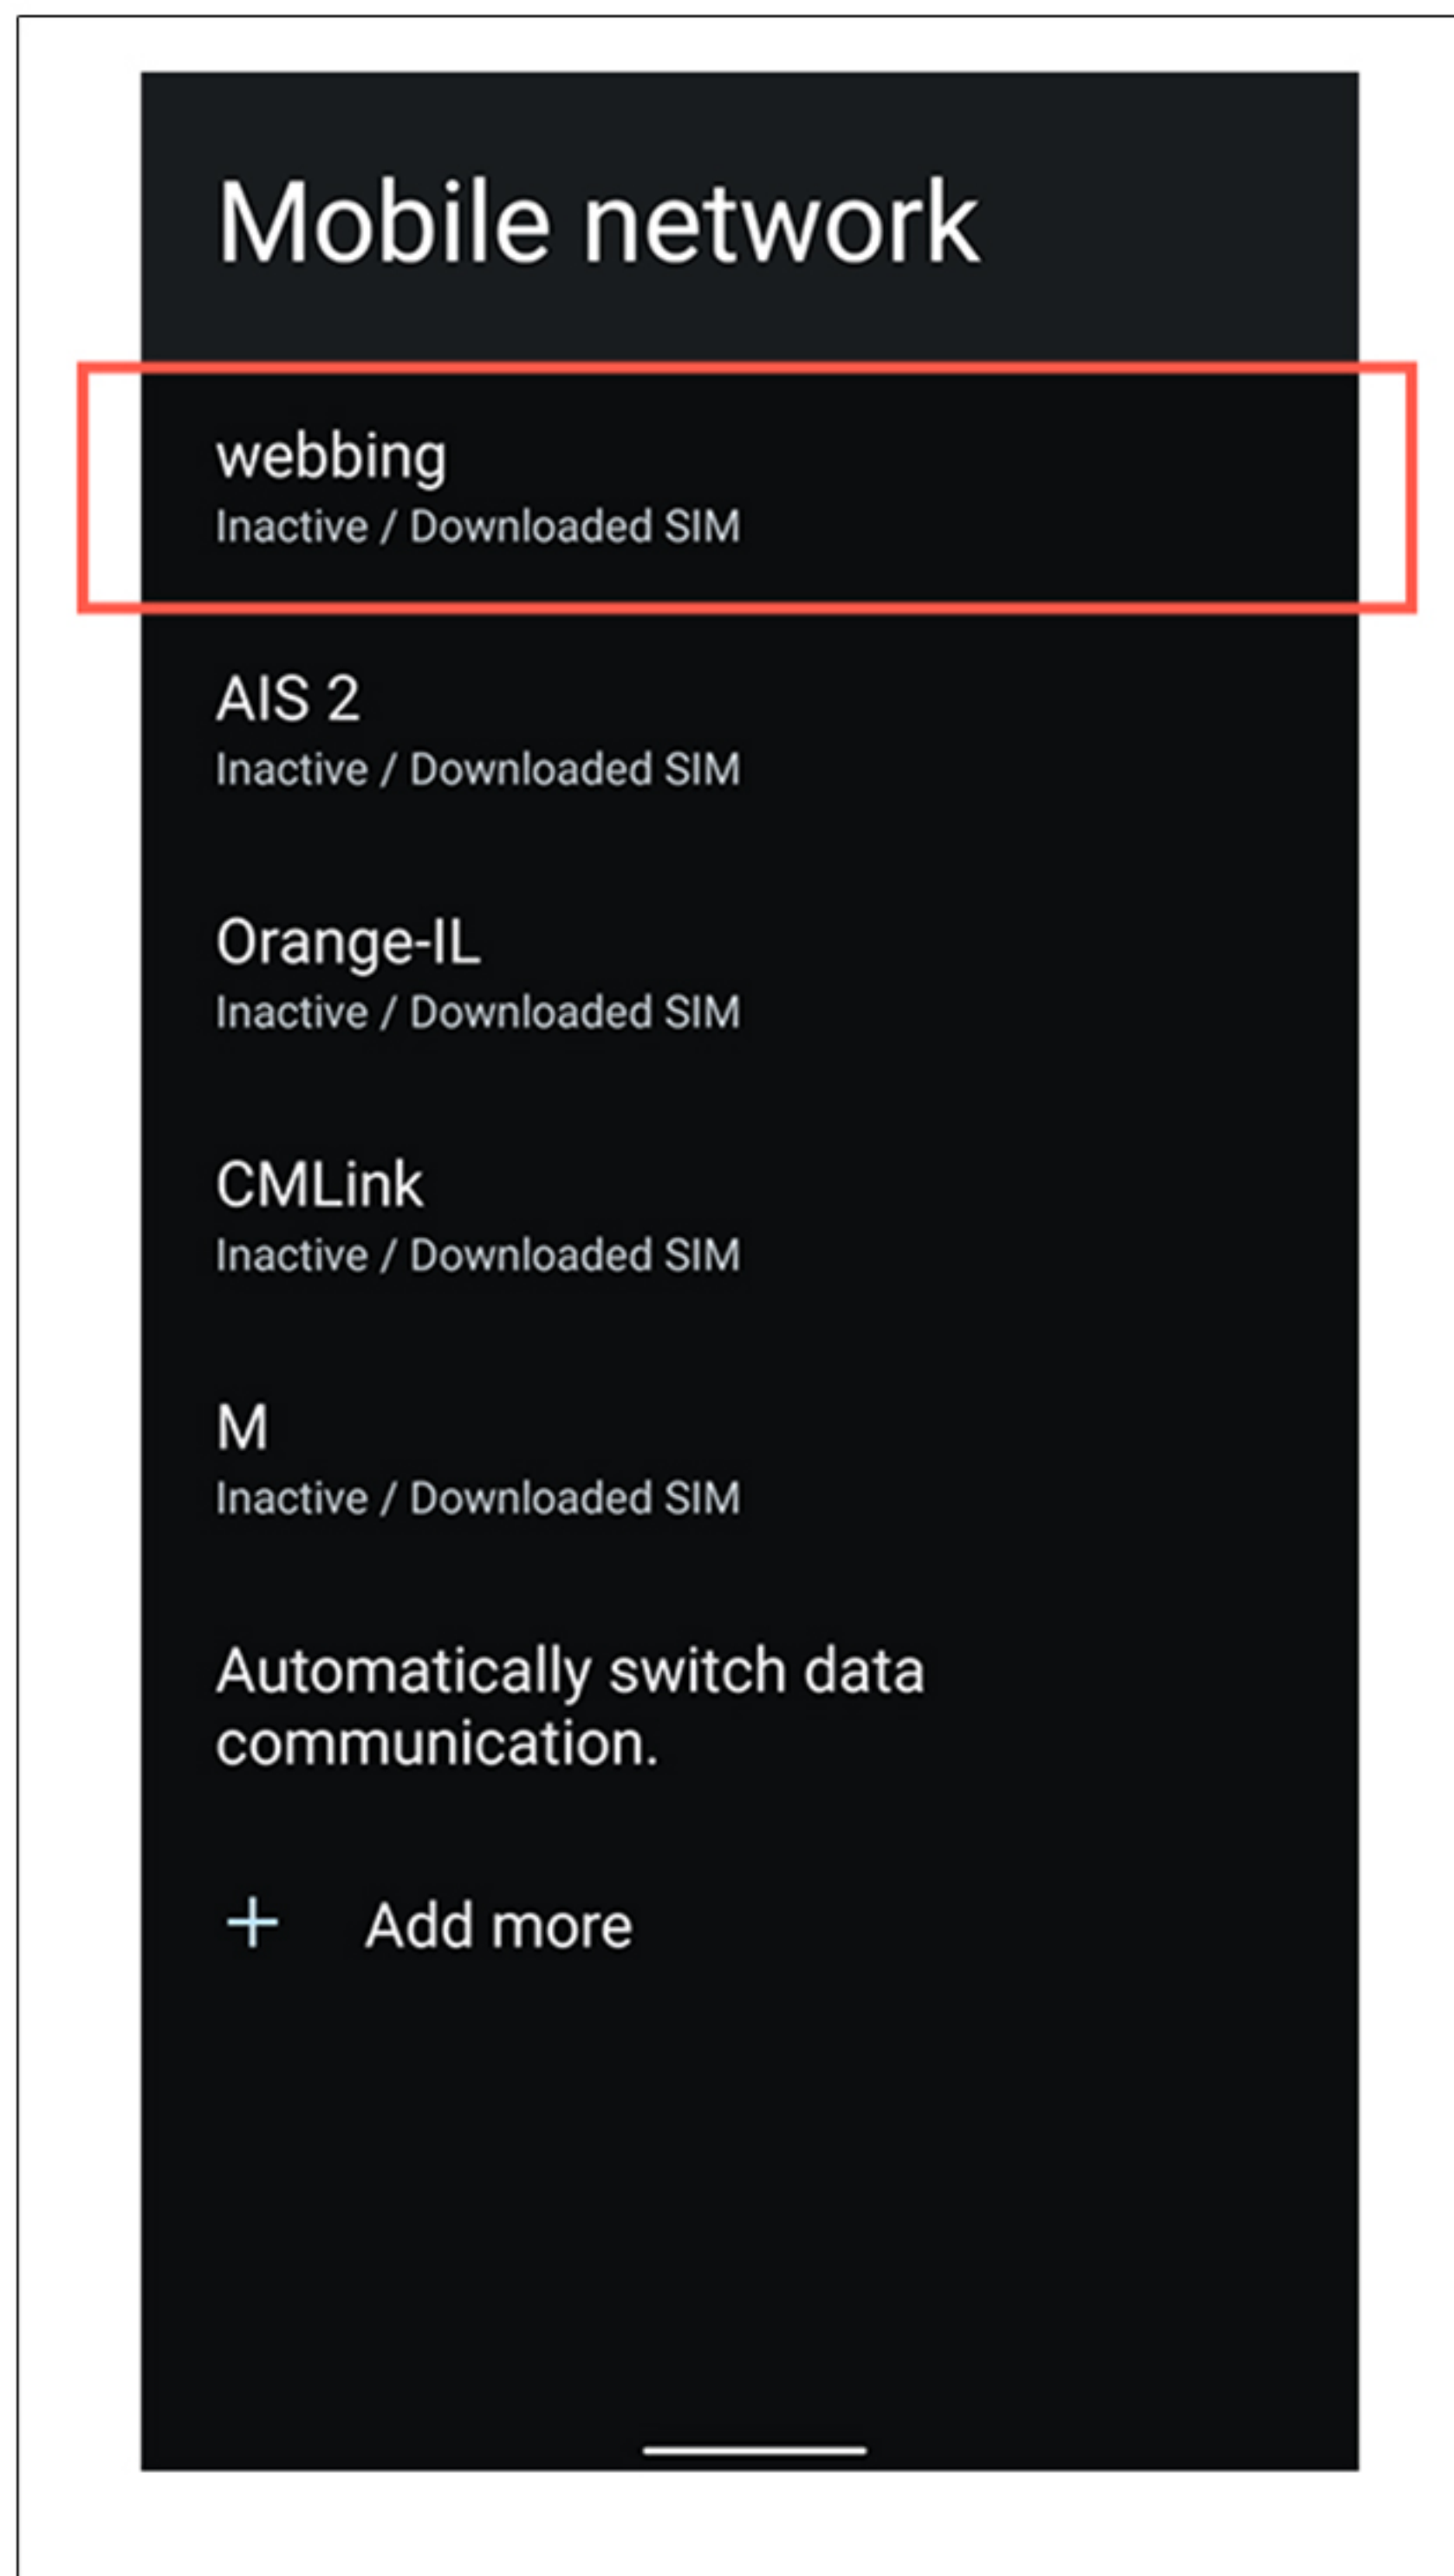 Mobile network
webbing
Inactive / Downloaded SIM
AIS 2
Inactive / Downloaded SIM
Orange-IL
Inactive / Downloaded SIM
CMLink
Inactive / Downloaded SIM
M
Inactive / Downloaded SIM
Automatically switch data
communication.
+ Add more